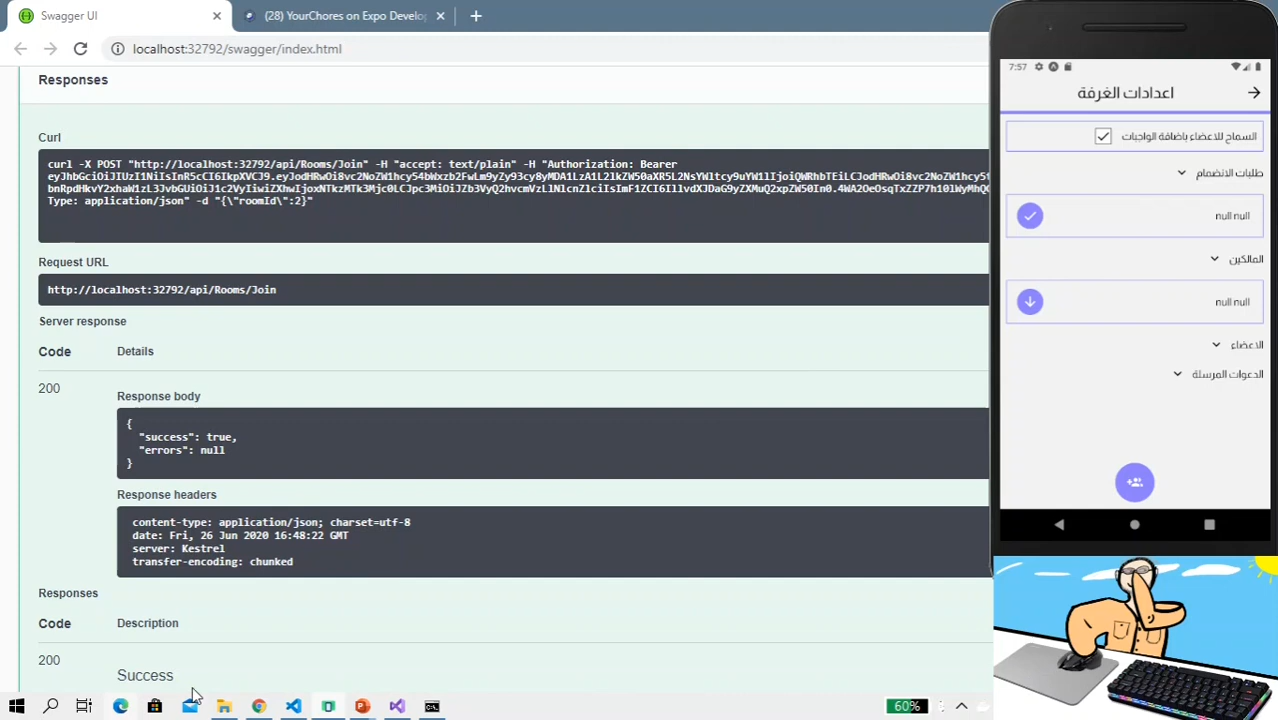 Swagger UI
(28) YourChores on Expo Develo
localhost:32792/swagger/index.html
Responses
Curl
curl -X POST "http://localhost:32792/api/Rooms/Join" -H "accept: text/plain" -H "Authorization: Bearer
Type: application/json" -d "{\"roomId\":2}"
Request URL
http://localhost:32792/api/Rooms/Join
Server response
Code
Details
200
Response body
{
"success": true,
"errors": null
}
Response headers
content-type: application/json; charset=utf-8
date: Fri, 26 Jun 2020 16:48:22 GMT
server: Kestrel
transfer-encoding: chunked
Responses
Code
Description
200
Success
60%
7:57
اعدادات الغرفة
السماح للاعضاء باضافة الواجبات
طلبات الانضمام
null null
المالكين
null null
الاعضاء
الدعوات المرسلة